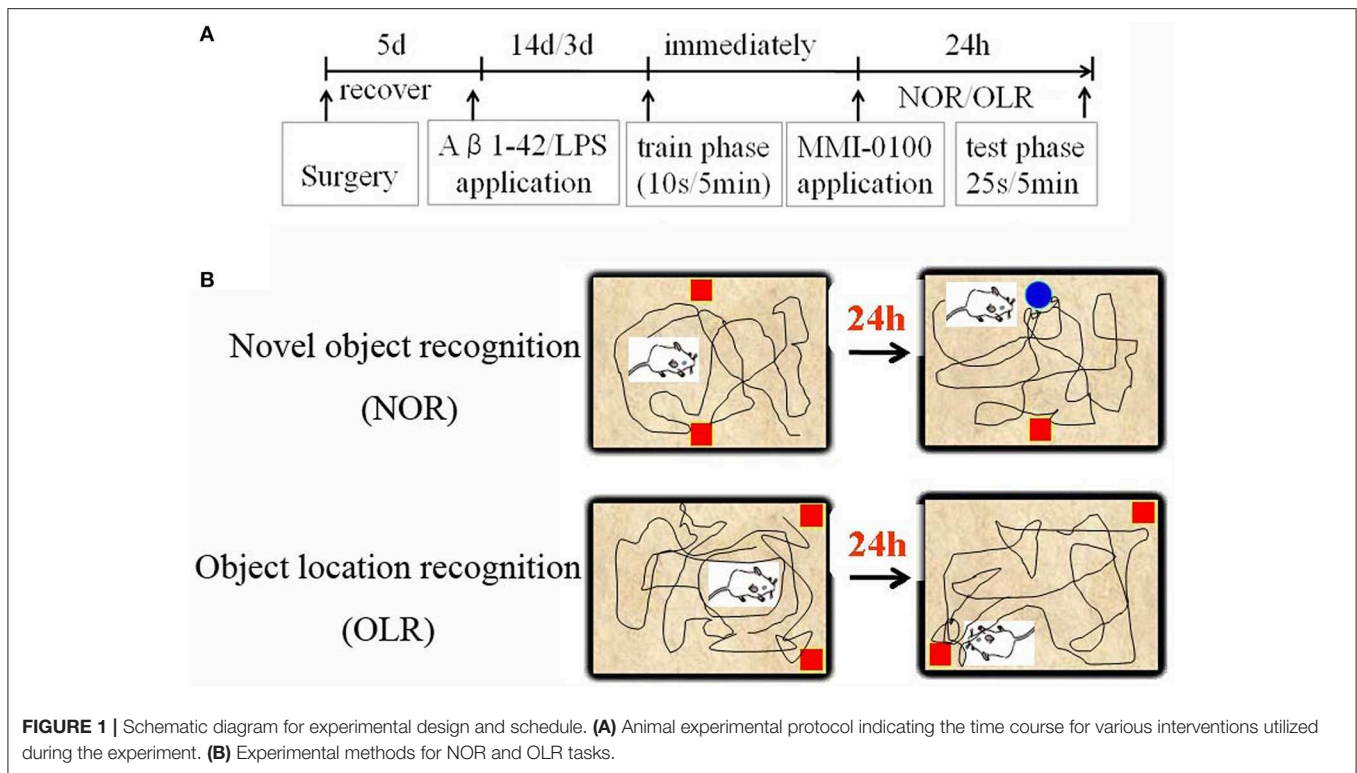 A
5d 14d/3d immediately 24h
recover NOR/OLR
Surgery
A β 1-42/LPS
application
train phase
(10s/5min)
MMI-0100
application
test phase
25s/5min
B
Novel object recognition
(NOR)
24h
Object location recognition
(OLR)
24h
FIGURE 1 | Schematic diagram for experimental design and schedule. (A) Animal experimental protocol indicating the time course for various interventions utilized
during the experiment. (B) Experimental methods for NOR and OLR tasks.